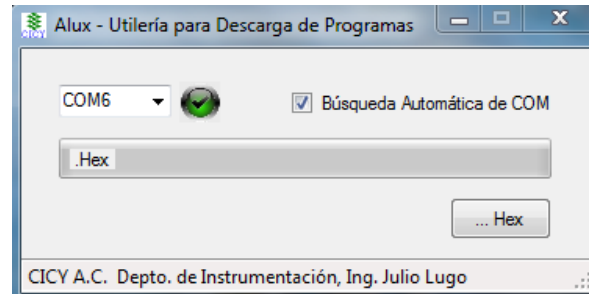 Alux - Utilería para Descarga de Programas
CICY
COM6
Búsqueda Automática de COM
.Hex
... Hex
CICY A.C. Depto. de Instrumentación, Ing. Julio Lugo